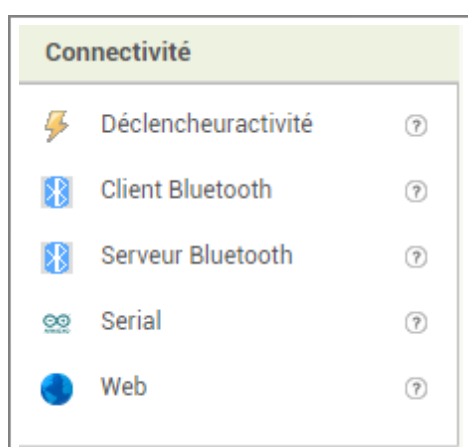 Connectivité
Déclencheuractivité
Client Bluetooth
Serveur Bluetooth
Serial
Web